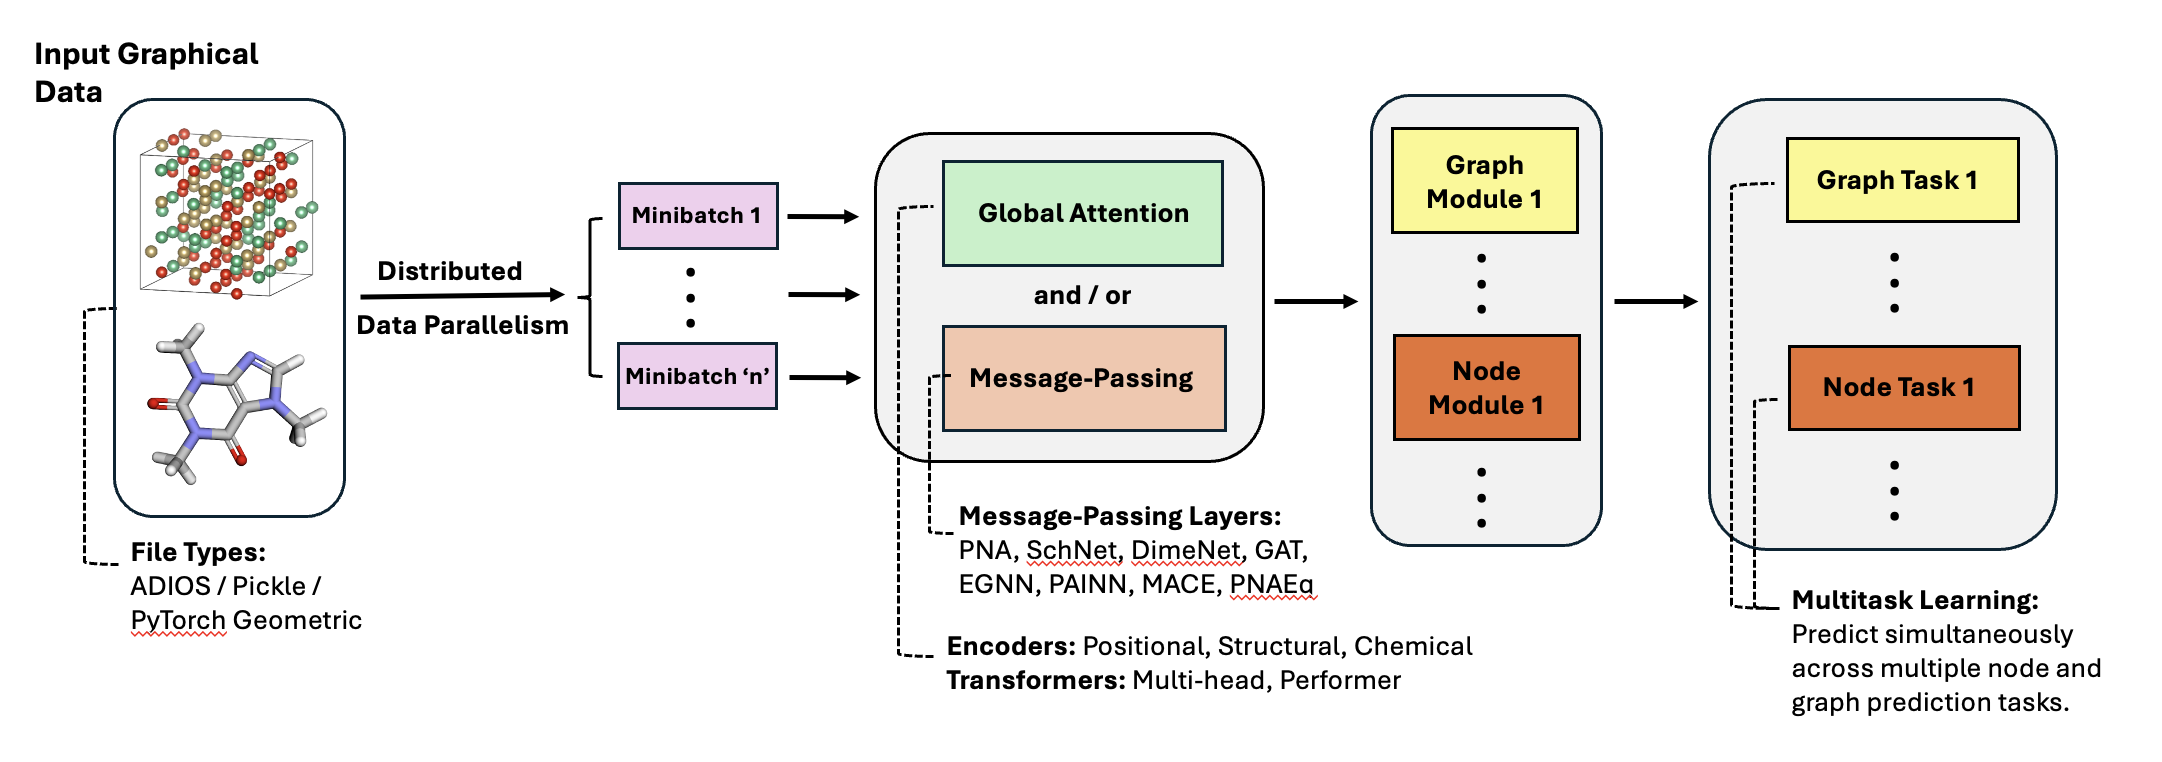 Input Graphical
Data
File Types:
ADIOS / Pickle /
PyTorch Geometric
Distributed
Data Parallelism
Minibatch 1
Minibatch ‘n’
Global Attention
and / or
Message-Passing
Message-Passing Layers:
PNA, SchNet, DimeNet, GAT,
EGNN, PAINN, MACE, PNAEq
Encoders: Positional, Structural, Chemical
Transformers: Multi-head, Performer
Graph
Module 1
Node
Module 1
Graph Task 1
Node Task 1
Multitask Learning:
Predict simultaneously
across multiple node and
graph prediction tasks.